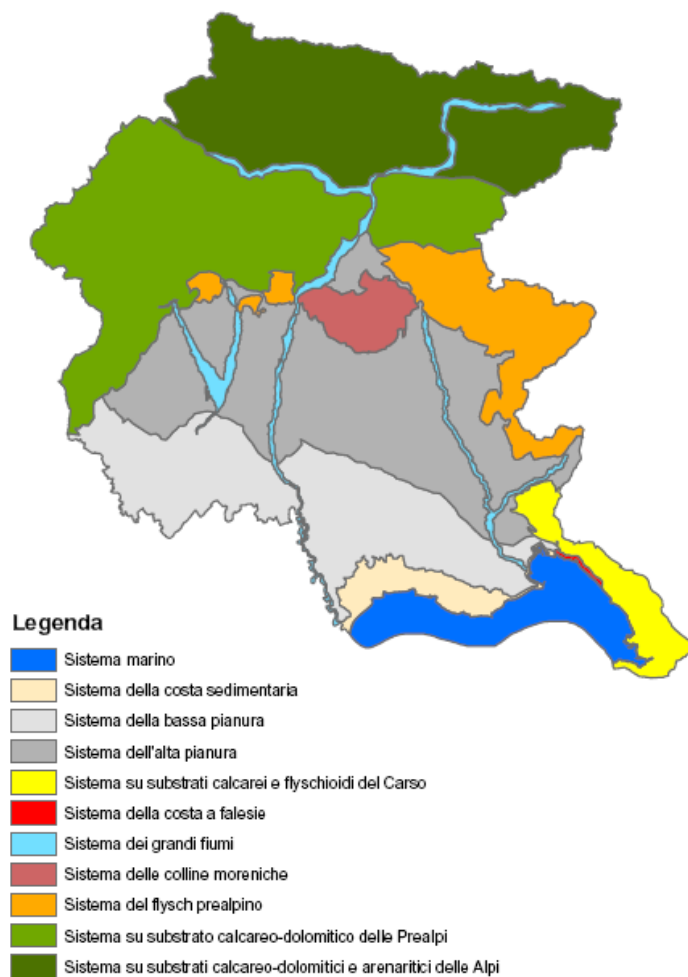 Legenda
Sistema marino
Sistema della costa sedimentaria
Sistema della bassa pianura
Sistema dell'alta pianura
Sistema su substrati calcarei e flyschioidi del Carso
Sistema della costa a falesie
Sistema dei grandi fiumi
Sistema delle colline moreniche
Sistema del flysch prealpino
Sistema su substrato calcareo-dolomitico delle Prealpi
Sistema su substrati calcareo-dolomitici e arenaritici delle Alpi